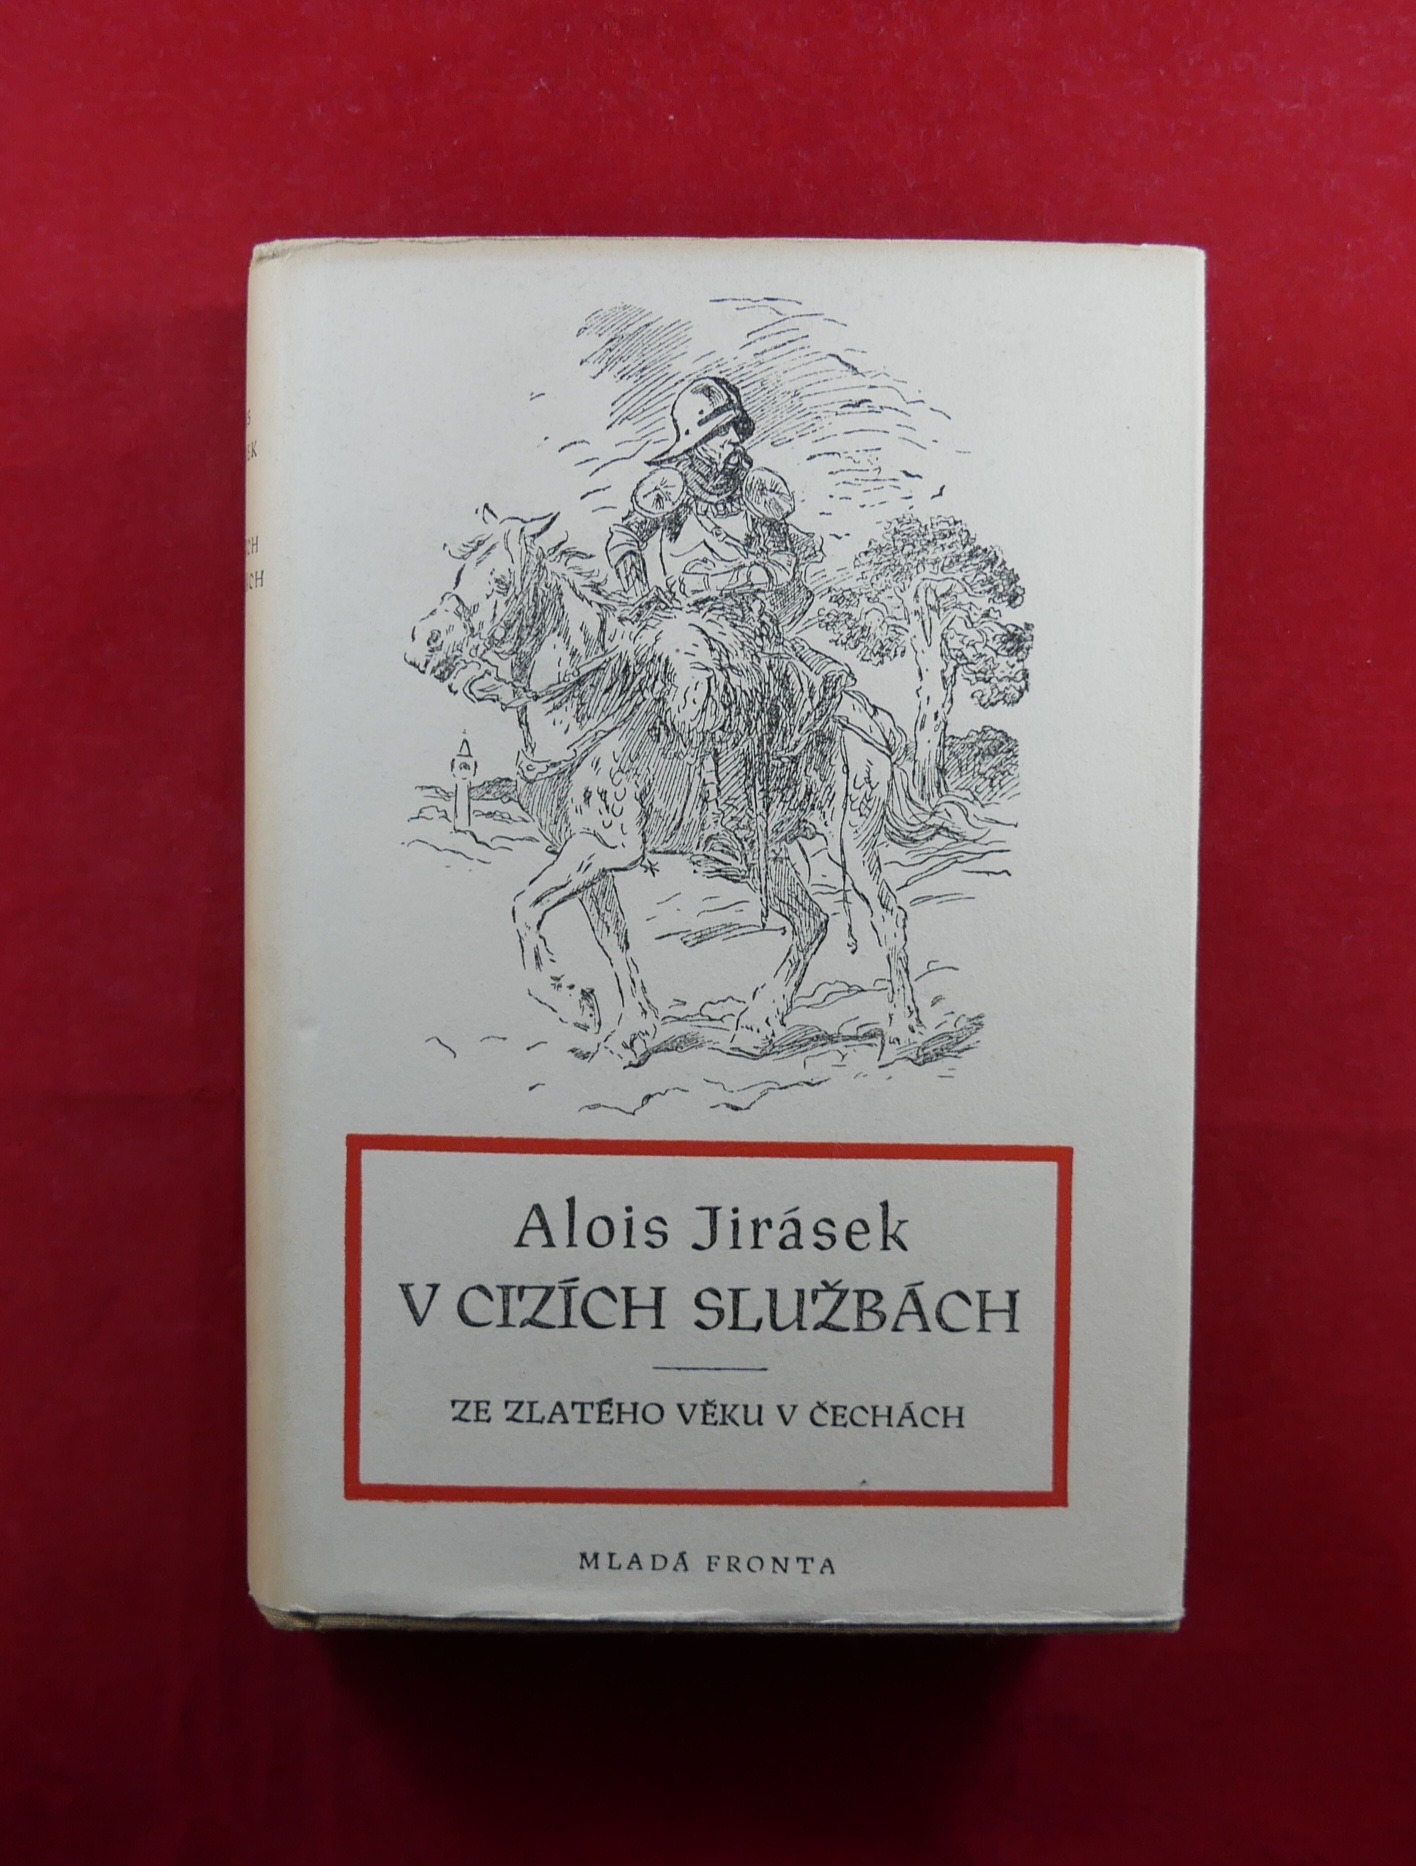 Alois Jirásek
V CIZÍCH SLUŽBÁCH
ZE ZLATÉHO VĚKU V ČECHÁCH
MLADÁ FRONTA